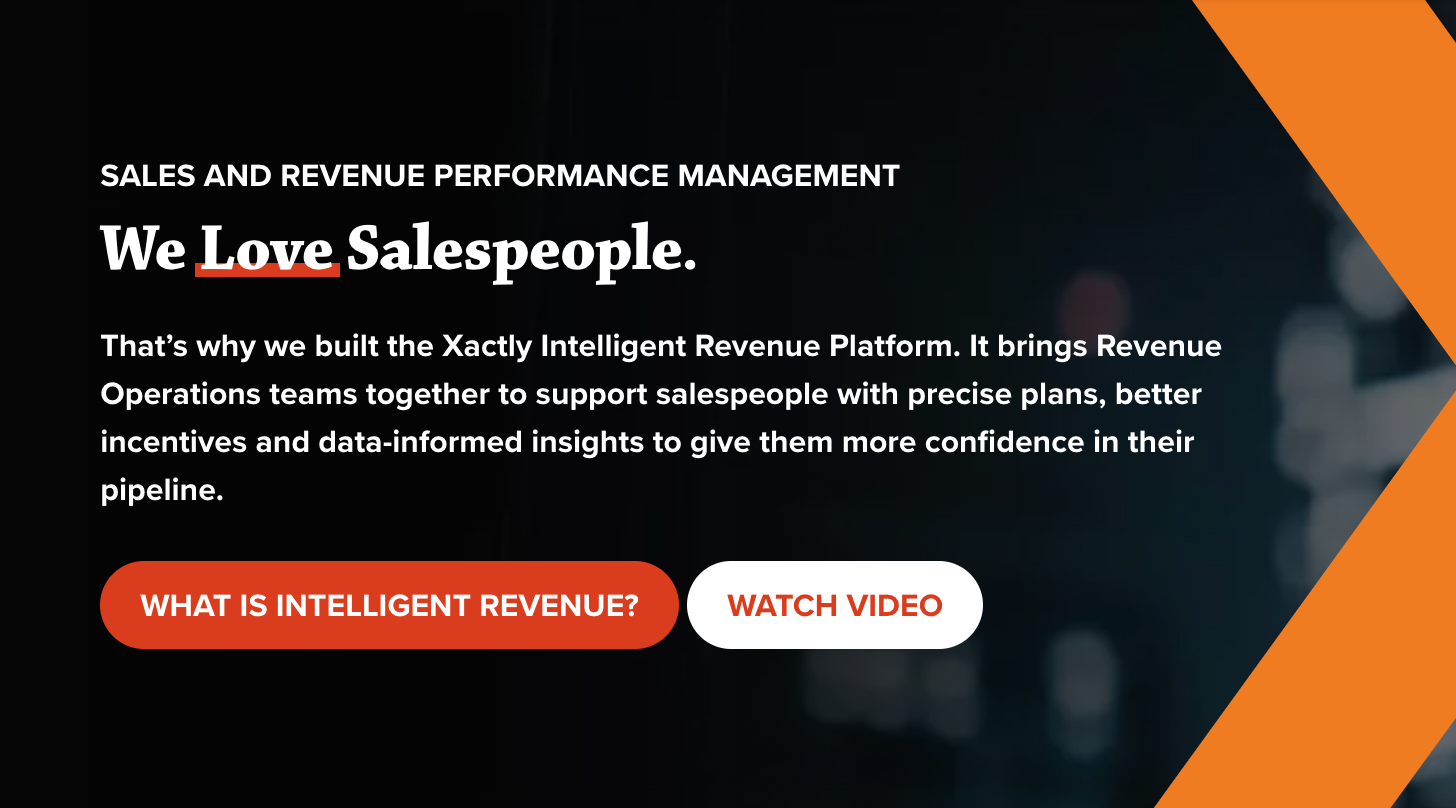 SALES AND REVENUE PERFORMANCE MANAGEMENT
We Love Salespeople.
That’s why we built the Xactly Intelligent Revenue Platform. It brings Revenue
Operations teams together to support salespeople with precise plans, better
incentives and data-informed insights to give them more confidence in their
pipeline.
WHAT IS INTELLIGENT REVENUE? WATCH VIDEO